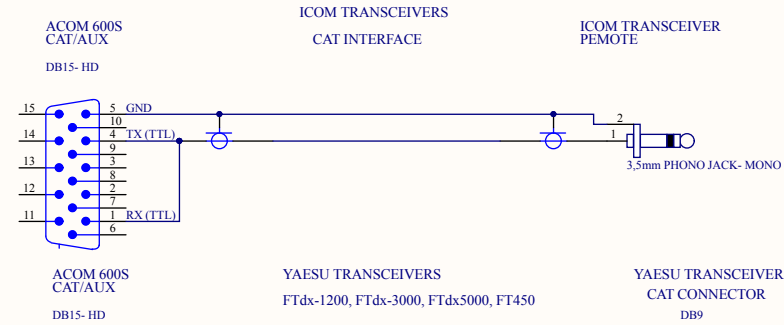 ICOM TRANSCEIVERS
CAT INTERFACE
ACOM 600S
CAT/AUX
DB15- HD
ICOM TRANSCEIVER
PEMOTE
15
14
13
12
11
5
10
4
9
3
8
2
7
1
6
GND
TX (TTL)
RX (TTL)
2
1
3,5mm PHONO JACK- MONO
ACOM 600S
CAT/AUX
DB15- HD
YAESU TRANSCEIVERS
FTdx-1200, FTdx-3000, FTdx5000, FT450
YAESU TRANSCEIVER
CAT CONNECTOR
DB9